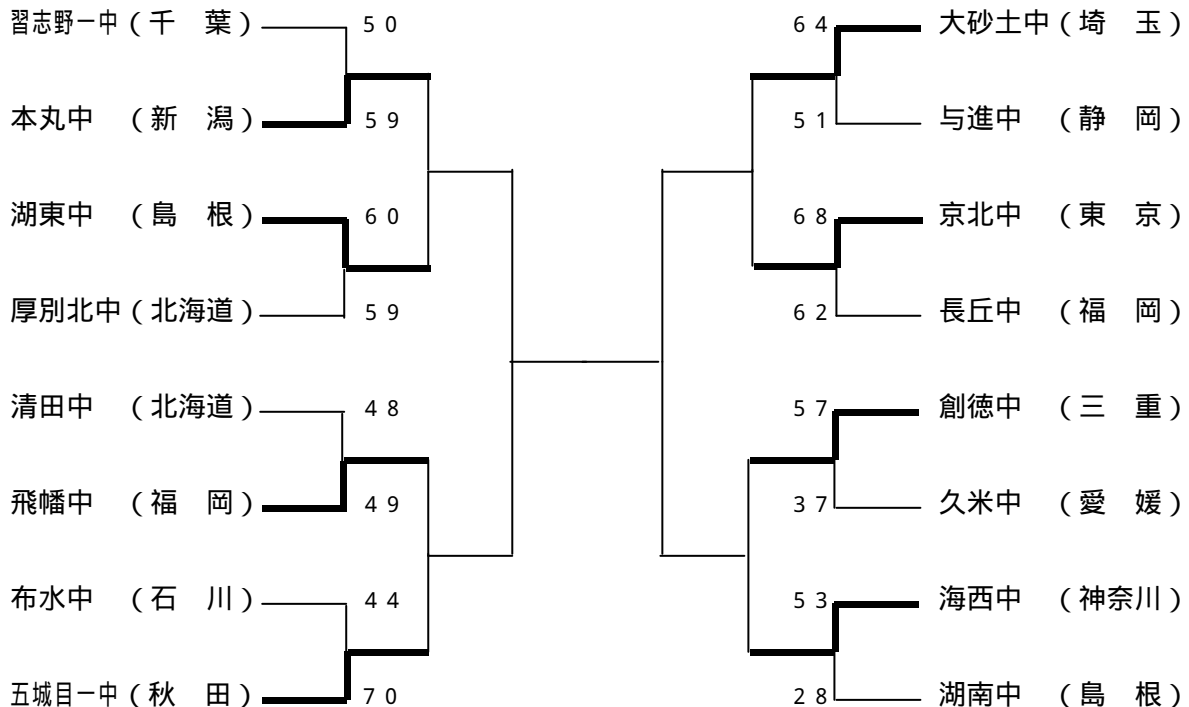 習志野一中(千 葉) 50 64 大砂土中(埼 玉)
本丸中 (新 潟) 59 51 与進中 (静 岡)
湖東中 (島 根) 60 68 京北中 (東 京)
厚別北中(北海道) 59 62 長丘中 (福 岡)
清田中 (北海道) 48 57 創徳中 (三 重)
飛幡中 (福 岡) 49 37 久米中 (愛 媛)
布水中 (石 川) 44 53 海西中 (神奈川)
五城目一中(秋 田) 70 28 湖南中 (島 根)